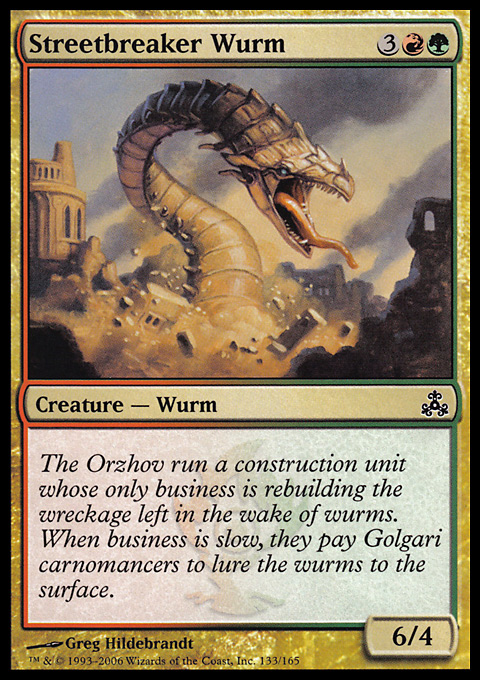 Streetbreaker Wurm 3
Creature — Wurm
The Orzhov run a construction unit
whose only business is rebuilding the
wreckage left in the wake of wurms.
When business is slow, they pay Golgari
carnomancers to lure the wurms to the
surface.
6/4
Greg Hildebrandt
™ & © 1993–2006 Wizards of the Coast, Inc. 133/165